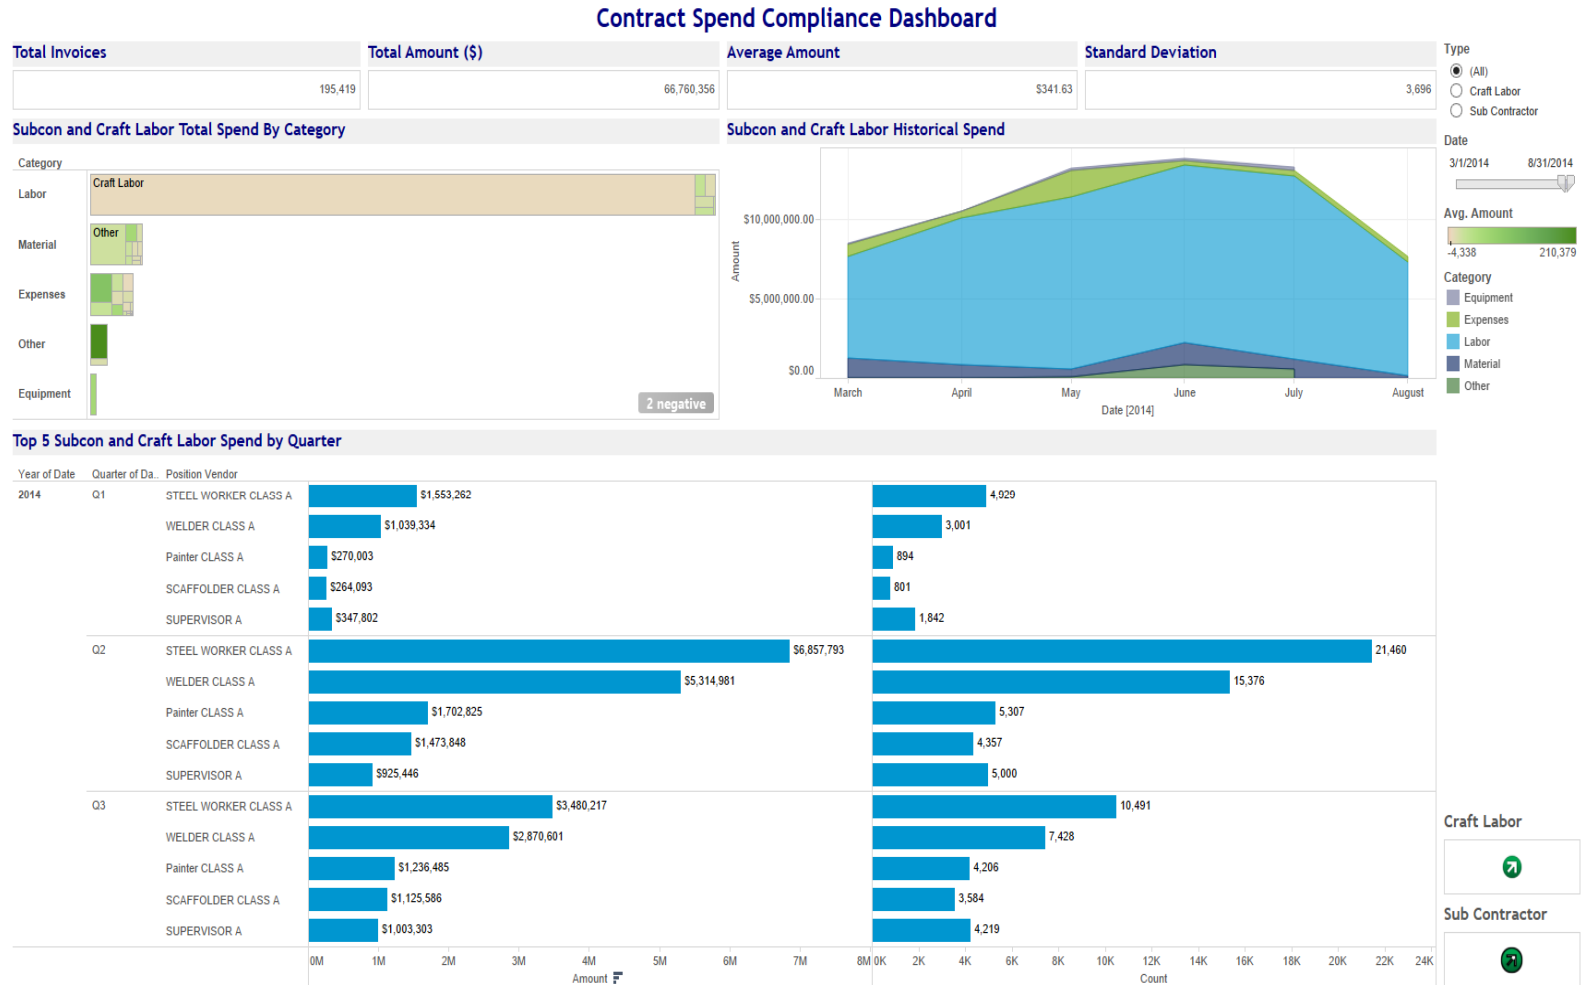 Contract Spend Compliance Dashboard
Total Invoices
Total Amount ($)
Average Amount
Standard Deviation
195,419
66,760,356
$341.63
3,696
Type
(All)
Craft Labor
Sub Contractor
Date
3/1/2014 8/31/2014
Avg. Amount
-4,338 210,379
Category
Equipment
Expenses
Labor
Material
Other
Subcon and Craft Labor Total Spend By Category
Category
Labor
Craft Labor
Material
Other
Expenses
Other
Equipment
2 negative
Subcon and Craft Labor Historical Spend
Amount
$10,000,000.00
$5,000,000.00
$0.00
March April May June July August
Date [2014]
Top 5 Subcon and Craft Labor Spend by Quarter
Year of Date Quarter of Da.. Position Vendor
2014 Q1 STEEL WORKER CLASS A $1,553,262 4,929
WELDER CLASS A $1,039,334 3,001
Painter CLASS A $270,003 894
SCAFFOLDER CLASS A $264,093 801
SUPERVISOR A $347,802 1,842
Q2 STEEL WORKER CLASS A $6,857,793 21,460
WELDER CLASS A $5,314,981 15,376
Painter CLASS A $1,702,825 5,307
SCAFFOLDER CLASS A $1,473,848 4,357
SUPERVISOR A $925,446 5,000
Q3 STEEL WORKER CLASS A $3,480,217 10,491
WELDER CLASS A $2,870,601 7,428
Painter CLASS A $1,236,485 4,206
SCAFFOLDER CLASS A $1,125,586 3,584
SUPERVISOR A $1,003,303 4,219
0M 1M 2M 3M 4M 5M 6M 7M 8M 0K 2K 4K 6K 8K 10K 12K 14K 16K 18K 20K 22K 24K
Amount Count
Craft Labor
Sub Contractor